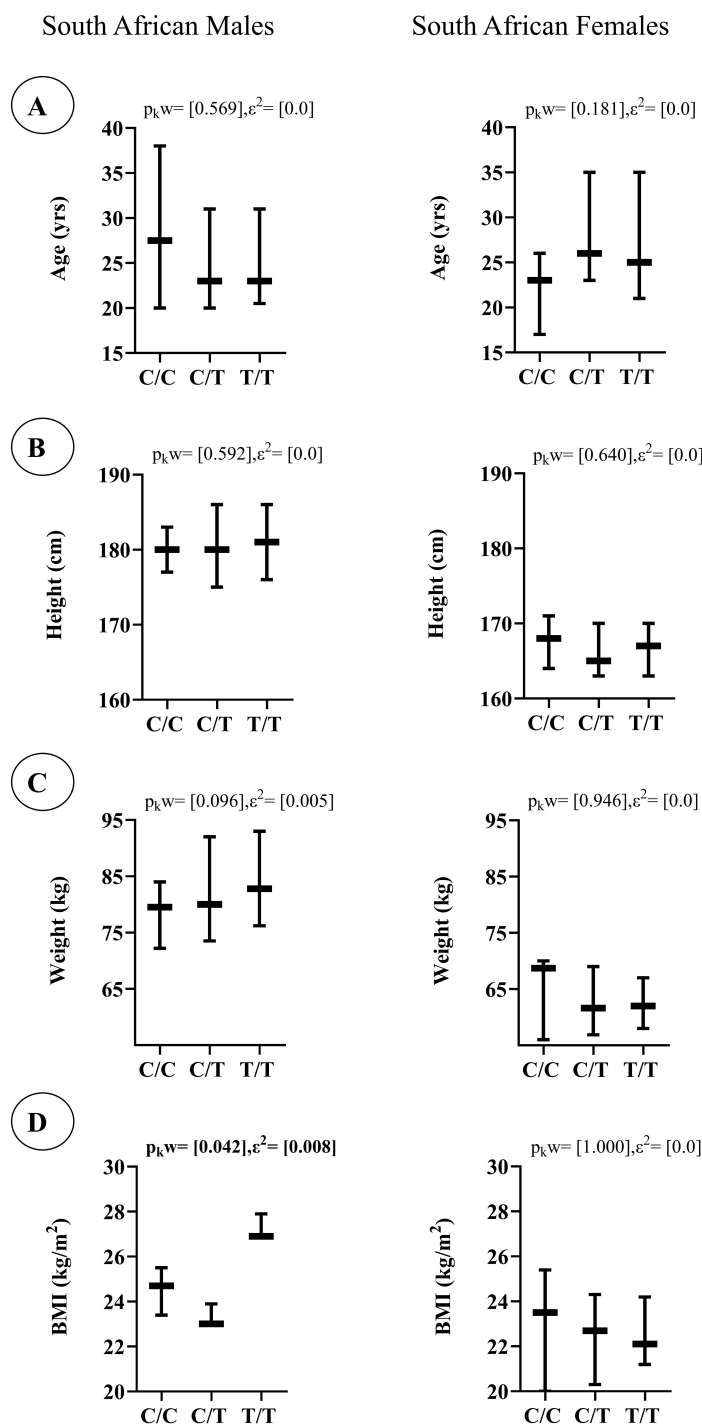 South African Males
South African Females
A
pkw= [0.569],ε²= [0.0]
Age (yrs)
40
35
30
25
20
15
C/C C/T T/T
pkw= [0.181],ε²= [0.0]
Age (yrs)
40
35
30
25
20
15
C/C C/T T/T
B
pkw= [0.592],ε²= [0.0]
Height (cm)
190
180
170
160
C/C C/T T/T
pkw= [0.640],ε²= [0.0]
Height (cm)
190
180
170
160
C/C C/T T/T
C
pkw= [0.096],ε²= [0.005]
Weight (kg)
95
85
75
65
C/C C/T T/T
pkw= [0.946],ε²= [0.0]
Weight (kg)
95
85
75
65
C/C C/T T/T
D
pkw= [0.042],ε²= [0.008]
BMI (kg/m²)
30
28
26
24
22
20
C/C C/T T/T
pkw= [1.000],ε²= [0.0]
BMI (kg/m²)
30
28
26
24
22
20
C/C C/T T/T